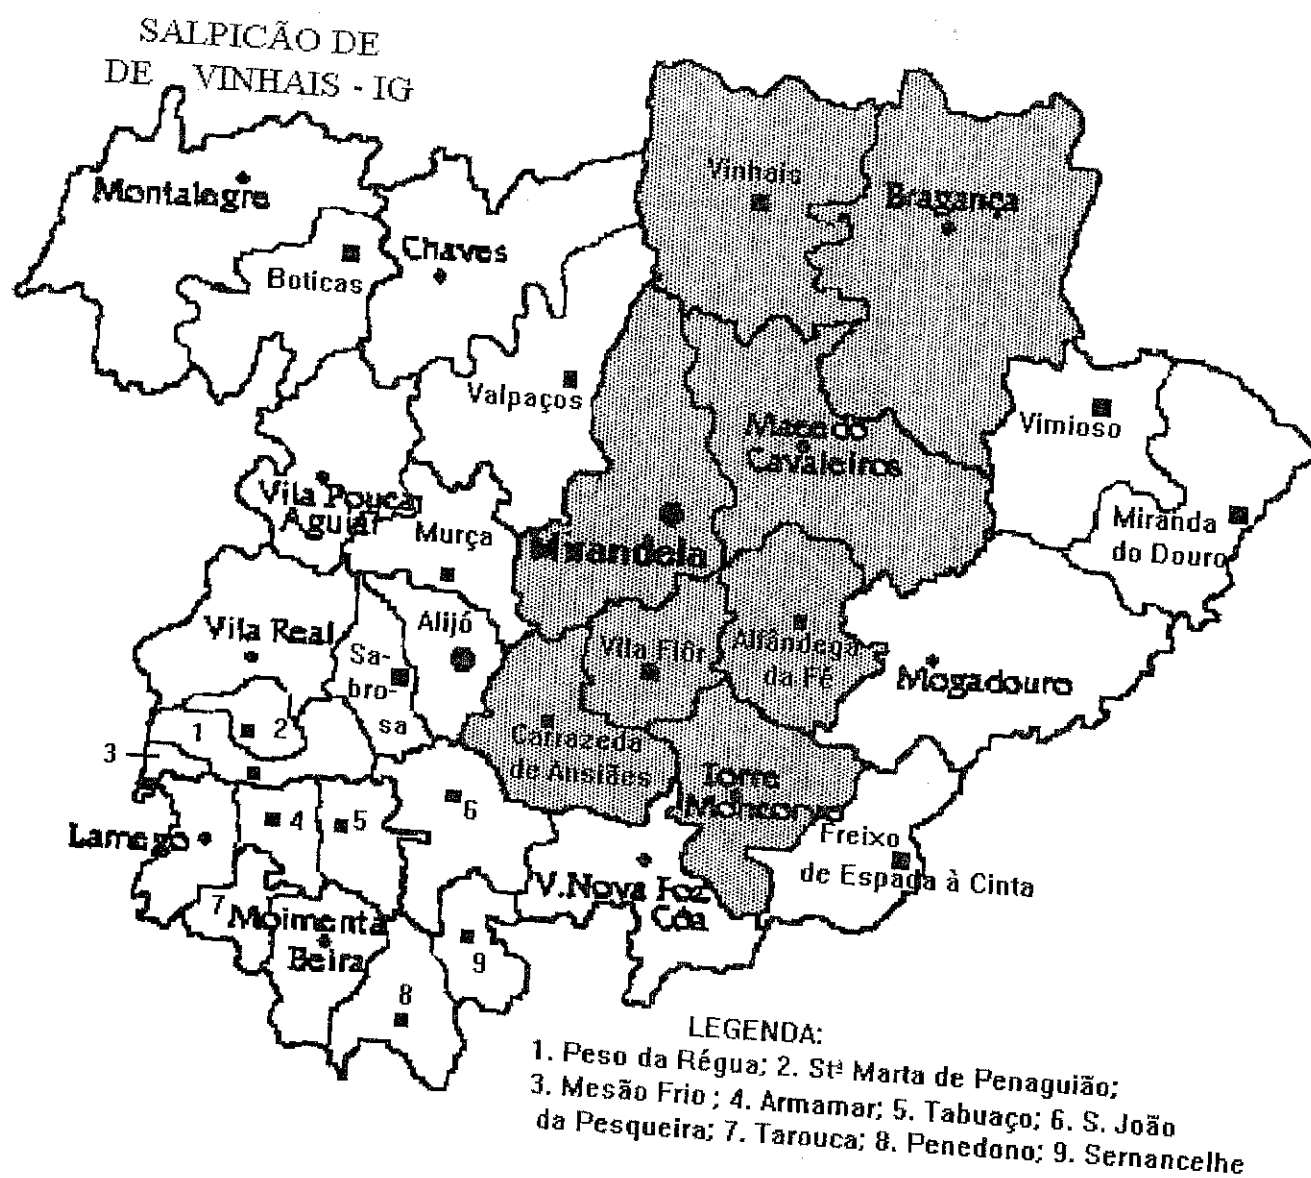 SALPICÃO DE
DE VINHAIS - IG
Vinhais
Bragança
Montalegre
Chaves
Boticas
Valpaços
Macedo
Cavaleiros
Vimioso
Vila Pouca
Aguiar
Murça
Mirandela
Miranda
do Douro
Vila Real
Alijó
Sa-
bro-
sa
Vila Flôr
Alfândega
da Fé
Mogadouro
1
2
3
Carrazeda
de Ansiães
Torre
Moncorvo
6
4
5
Lamego
Freixo
de Espaga à Cinta
V.Nova Foz
Côa
7
Moimenta
Beira
9
8
LEGENDA:
1. Peso da Régua; 2. Stª Marta de Penaguião;
3. Mesão Frio ; 4. Armamar; 5. Tabuaço; 6. S. João
da Pesqueira; 7. Tarouca; 8. Penedono; 9. Sernancelhe